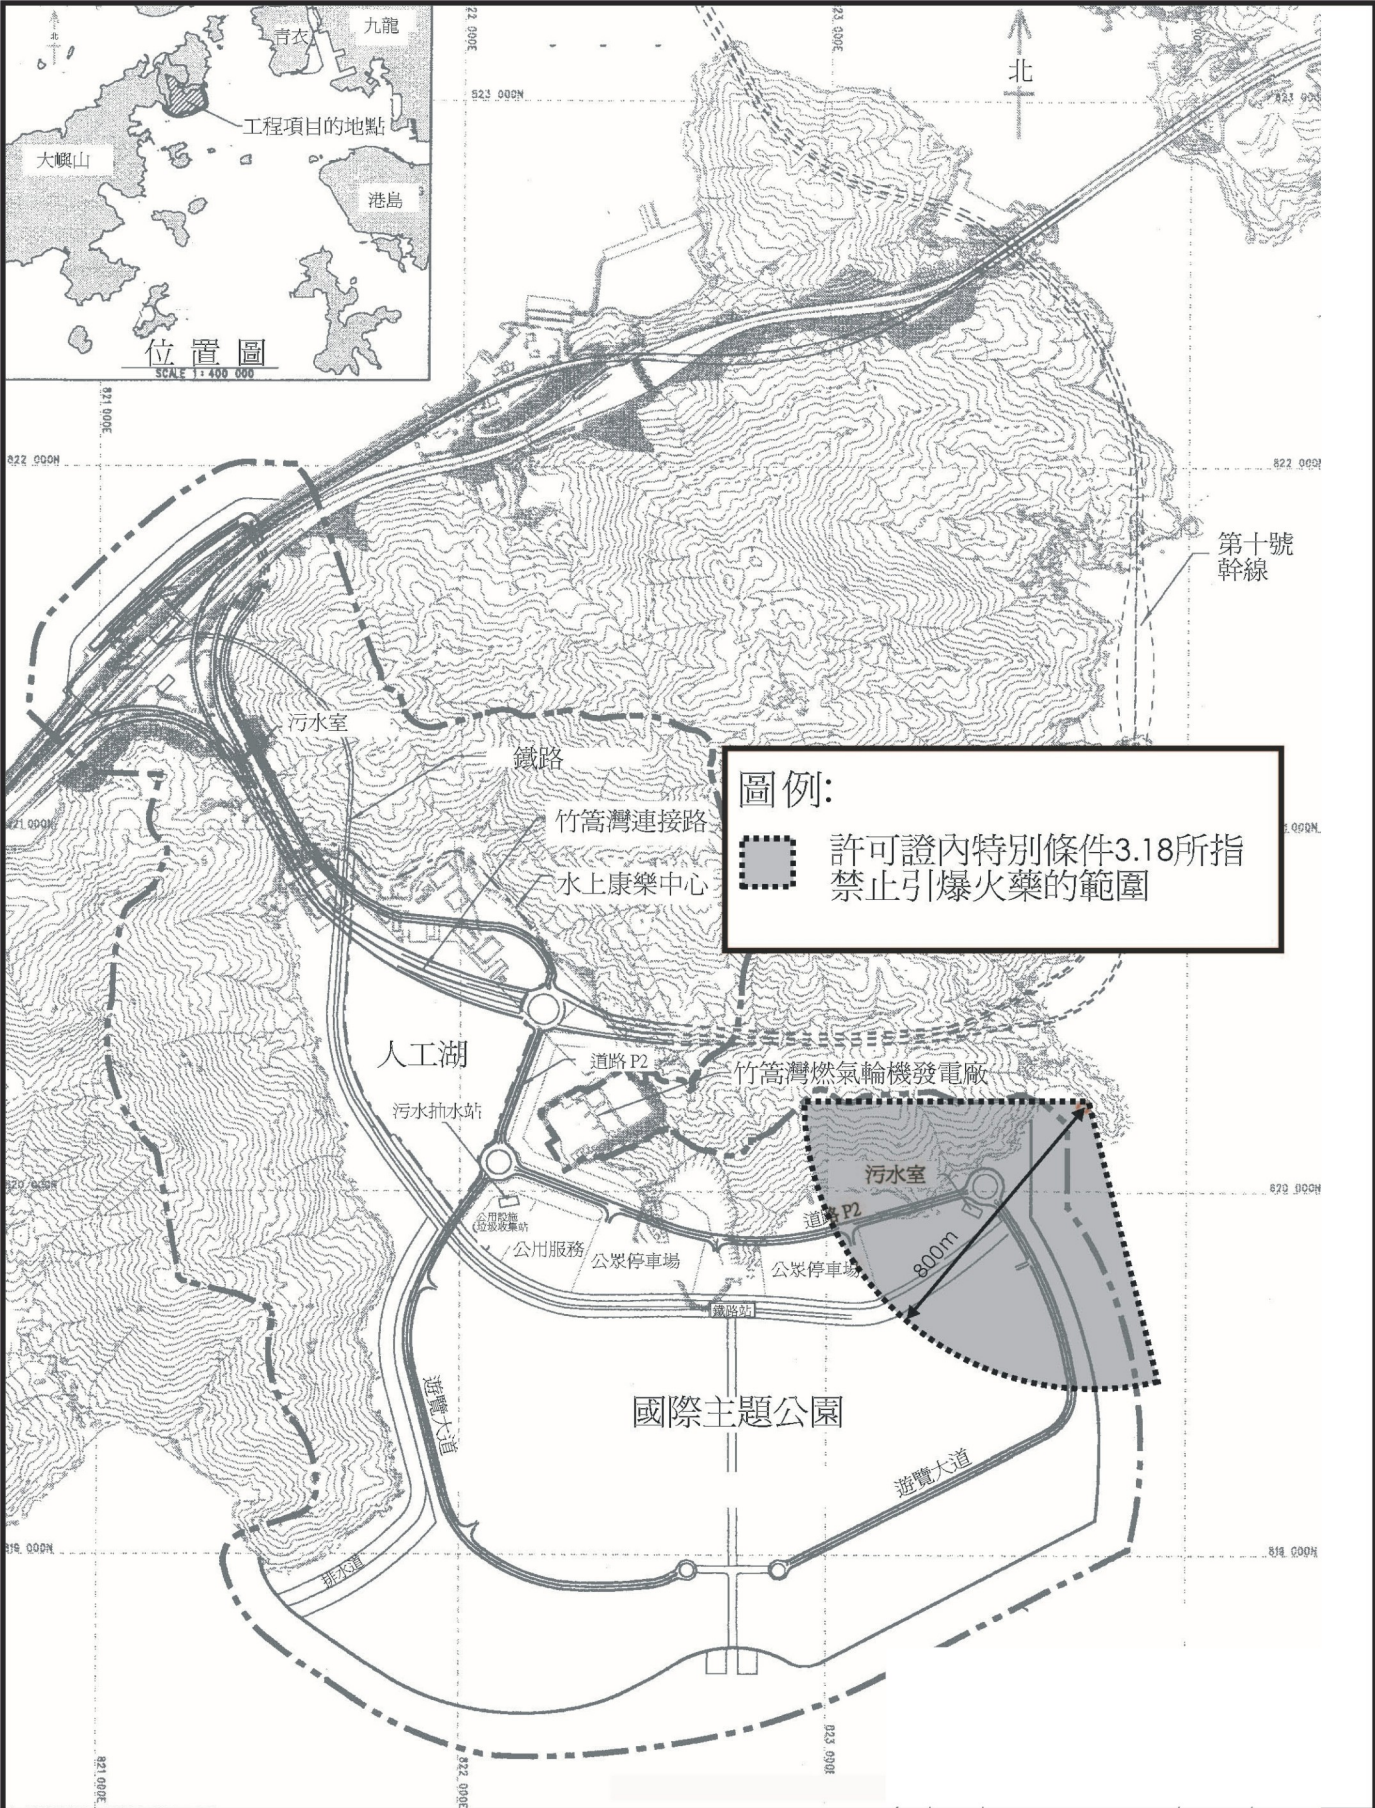 北
青衣
九龍
工程項目的地點
大嶼山
港島
位置圖
SCALE 1:400 000
823 000N
北
821 000E
822 000N
822 000N
第十號
幹線
污水室
鐵路
竹篙灣連接路
水上康樂中心
圖例:
許可證內特別條件3.18所指
禁止引爆火藥的範圍
821 000N
人工湖
道路 P2
竹篙灣燃氣輪機發電廠
污水抽水站
污水室
820 000N
道路 P2
公用設施
垃圾收集站
公用服務
公眾停車場
公眾停車場
800m
鐵路站
國際主題公園
遊覽大道
遊覽大道
819 000N
819 000N
排水道
821 000E
822 000E
823 000E